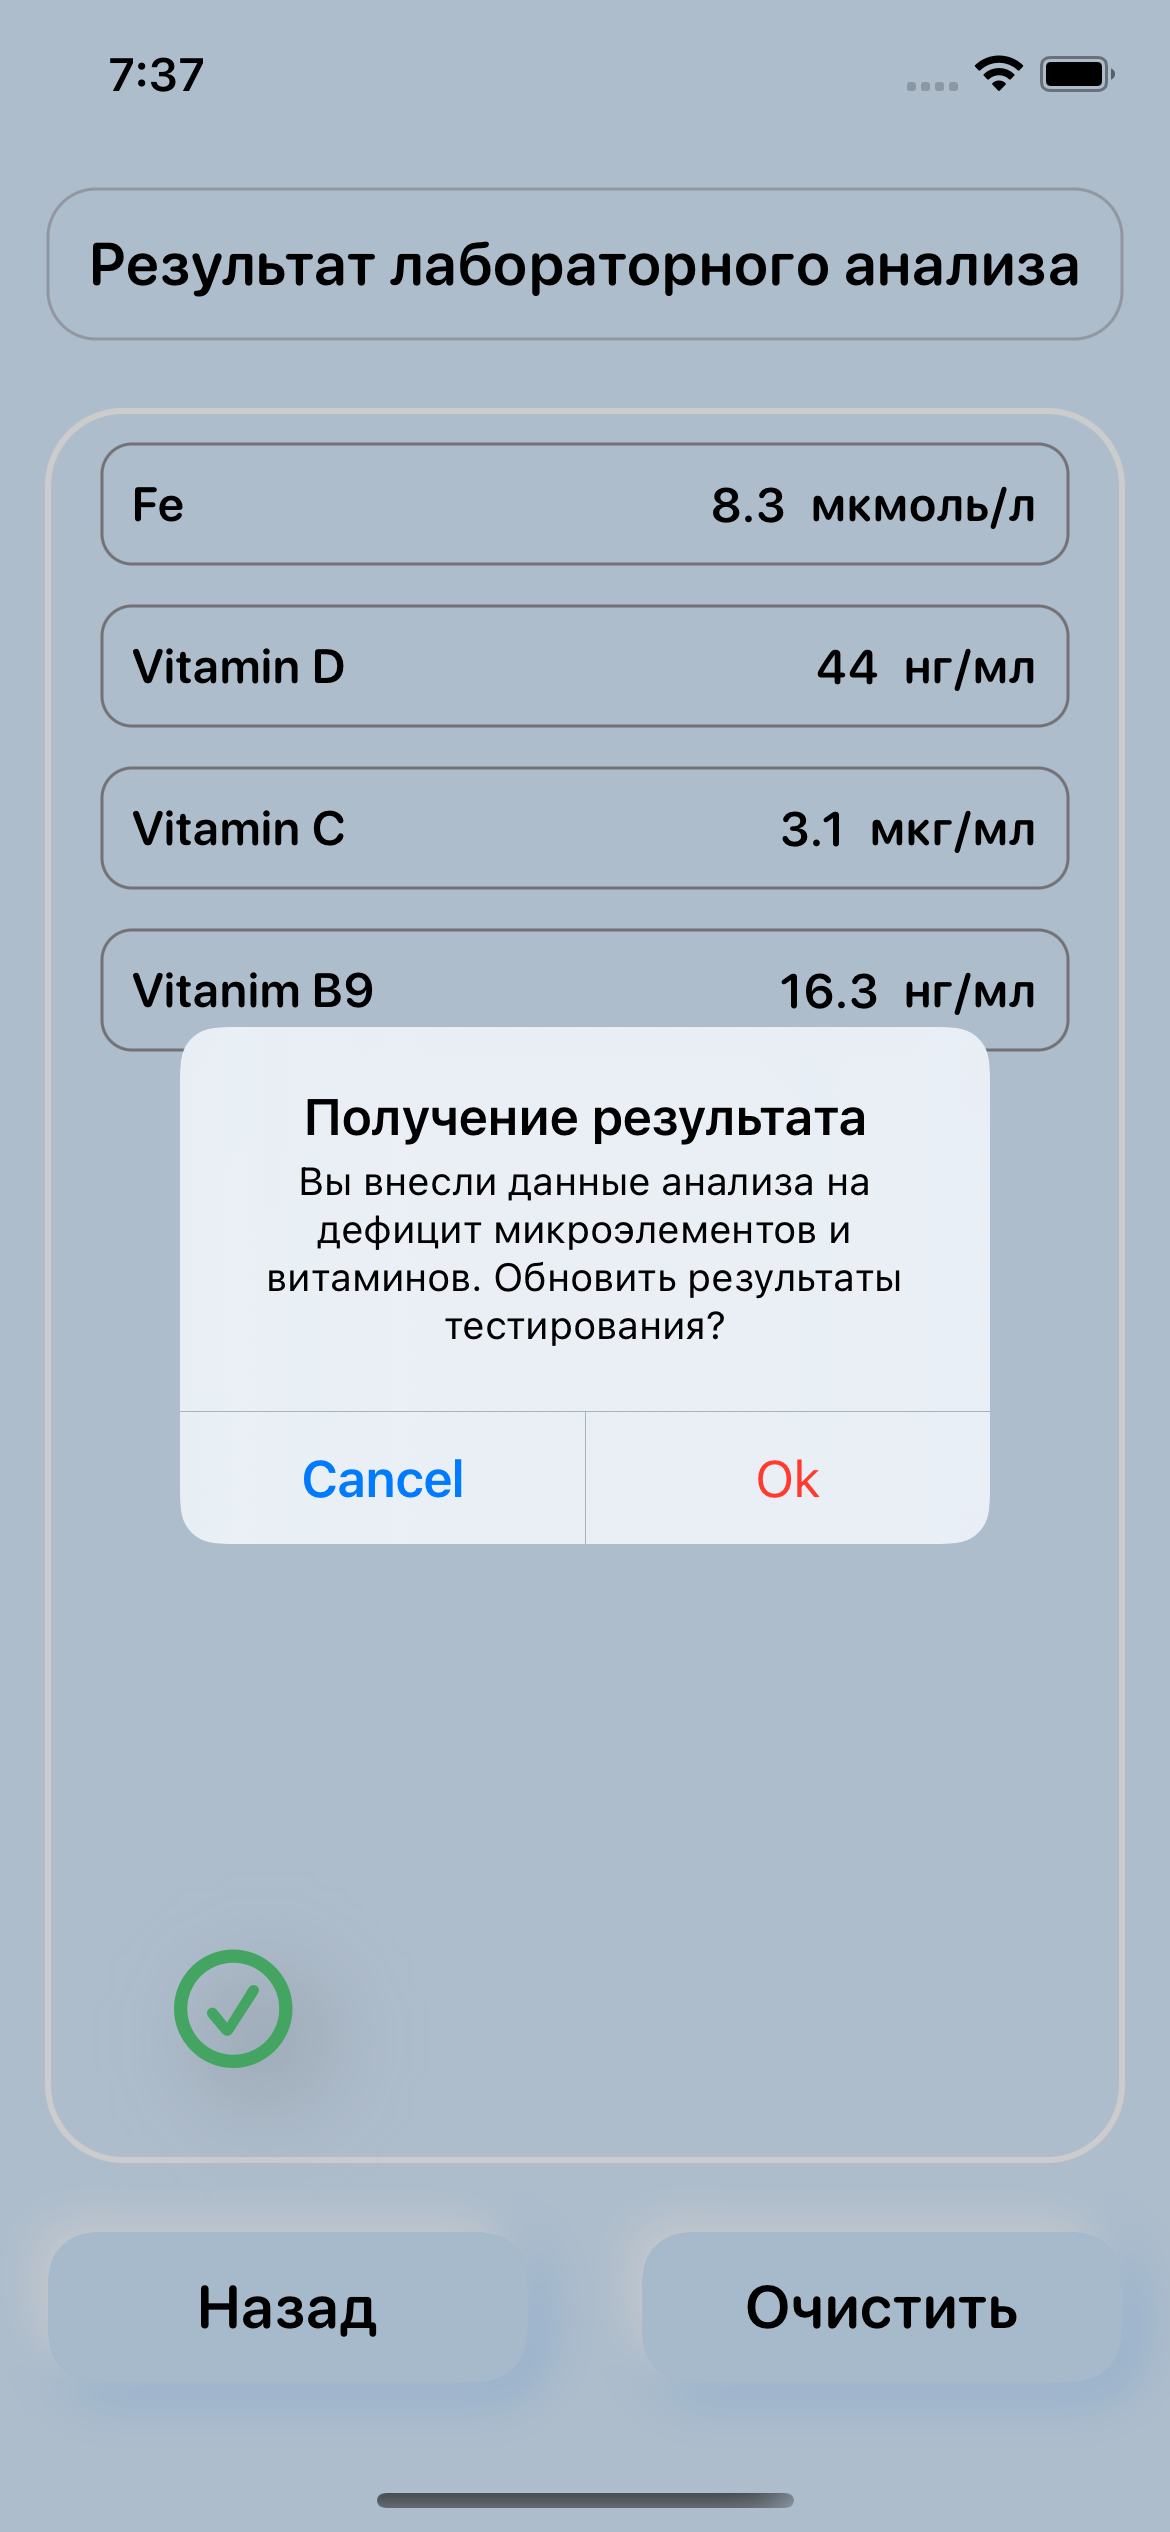 7:37
Результат лабораторного анализа
Fe 8.3 мкмоль/л
Vitamin D 44 нг/мл
Vitamin C 3.1 мкг/мл
Vitanim B9 16.3 нг/мл
Получение результата
Вы внесли данные анализа на
дефицит микроэлементов и
витаминов. Обновить результаты
тестирования?
Cancel Ok
Назад Очистить